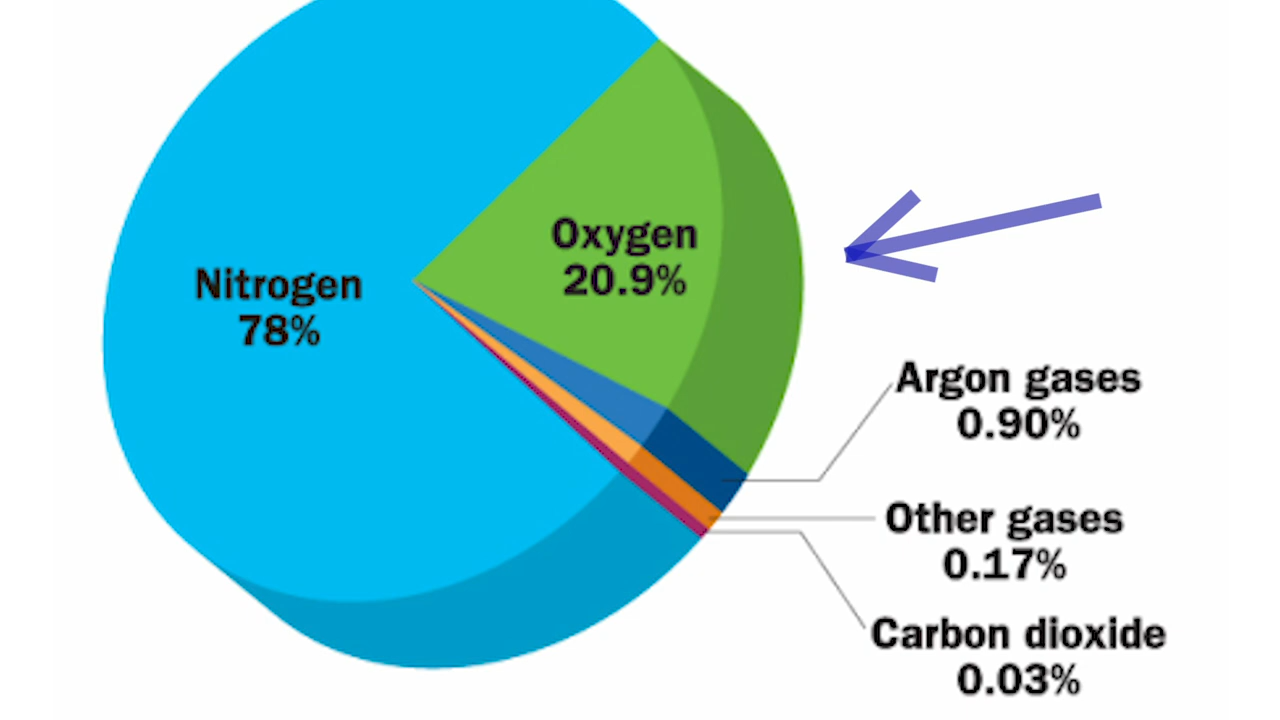 Nitrogen
78%
Oxygen
20.9%
Argon gases
0.90%
Other gases
0.17%
Carbon dioxide
0.03%